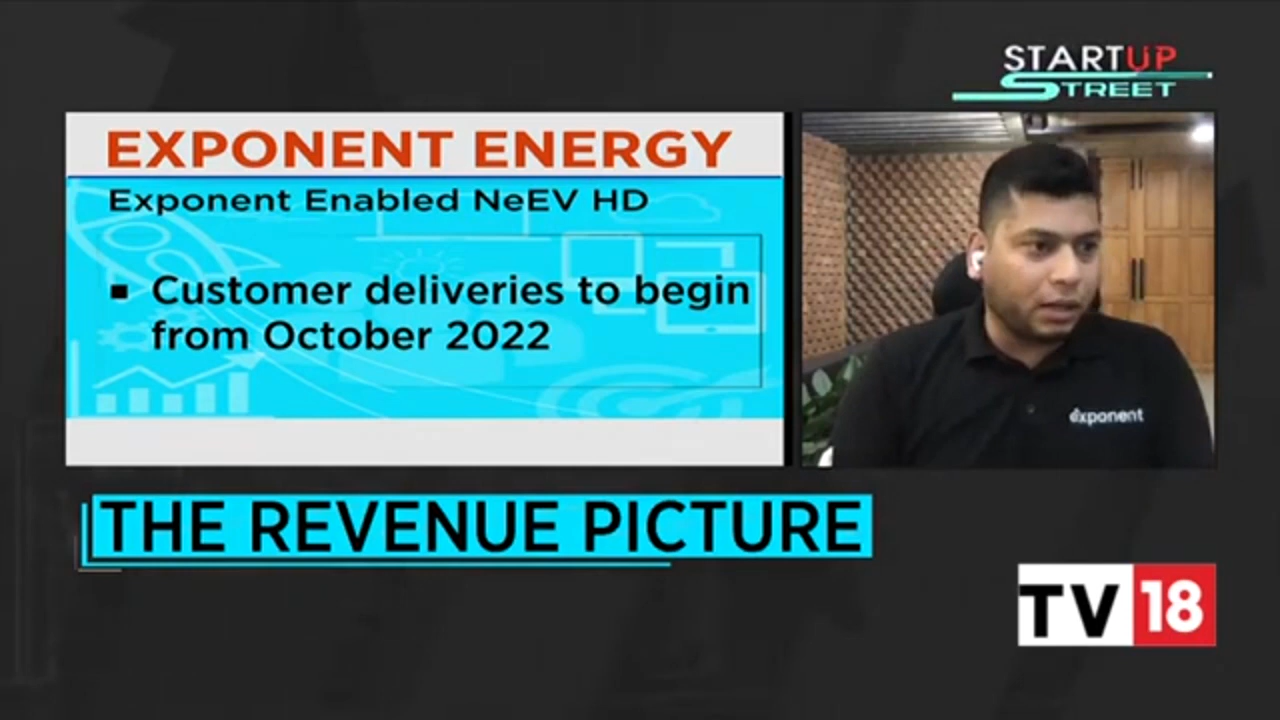 STARTUP
STREET
EXPONENT ENERGY
Exponent Enabled NeEV HD
▪ Customer deliveries to begin
from October 2022
exponent
THE REVENUE PICTURE
TV18